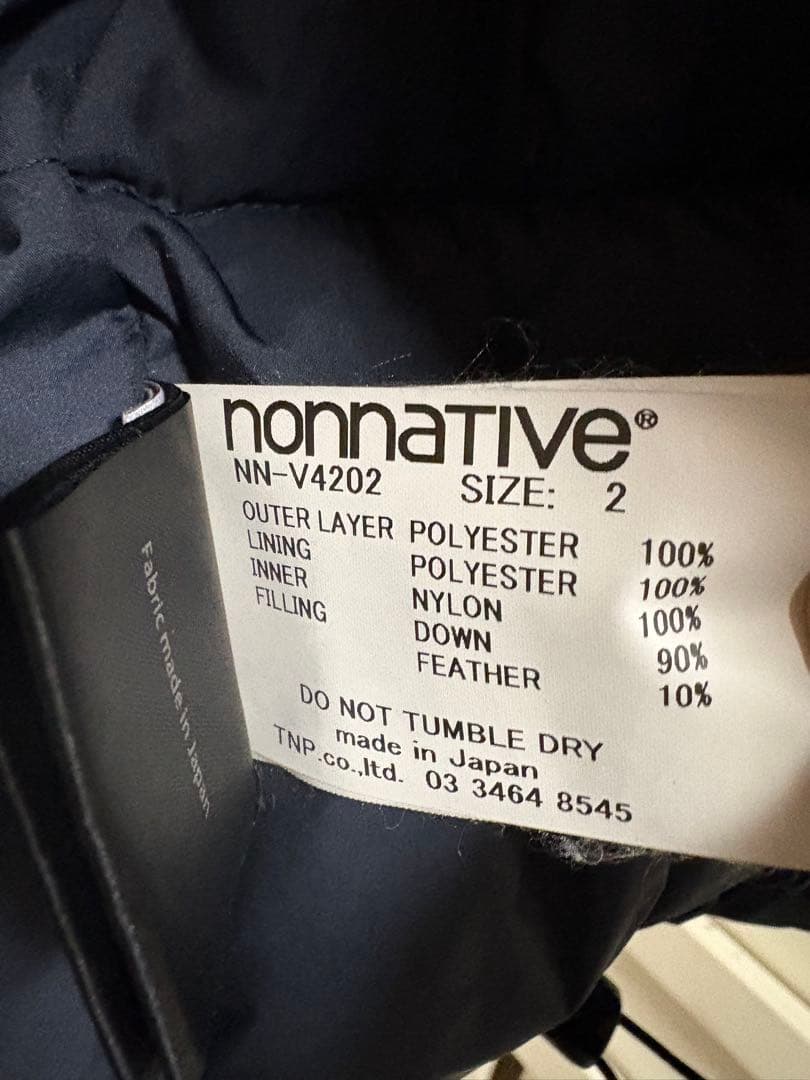 nonnative®
NN-V4202 SIZE: 2
OUTER LAYER POLYESTER 100%
LINING POLYESTER 100%
INNER NYLON 100%
FILLING DOWN 90%
FEATHER 10%
DO NOT TUMBLE DRY
made in Japan
TNP.co.,ltd. 03 3464 8545
Fabric made in Japan